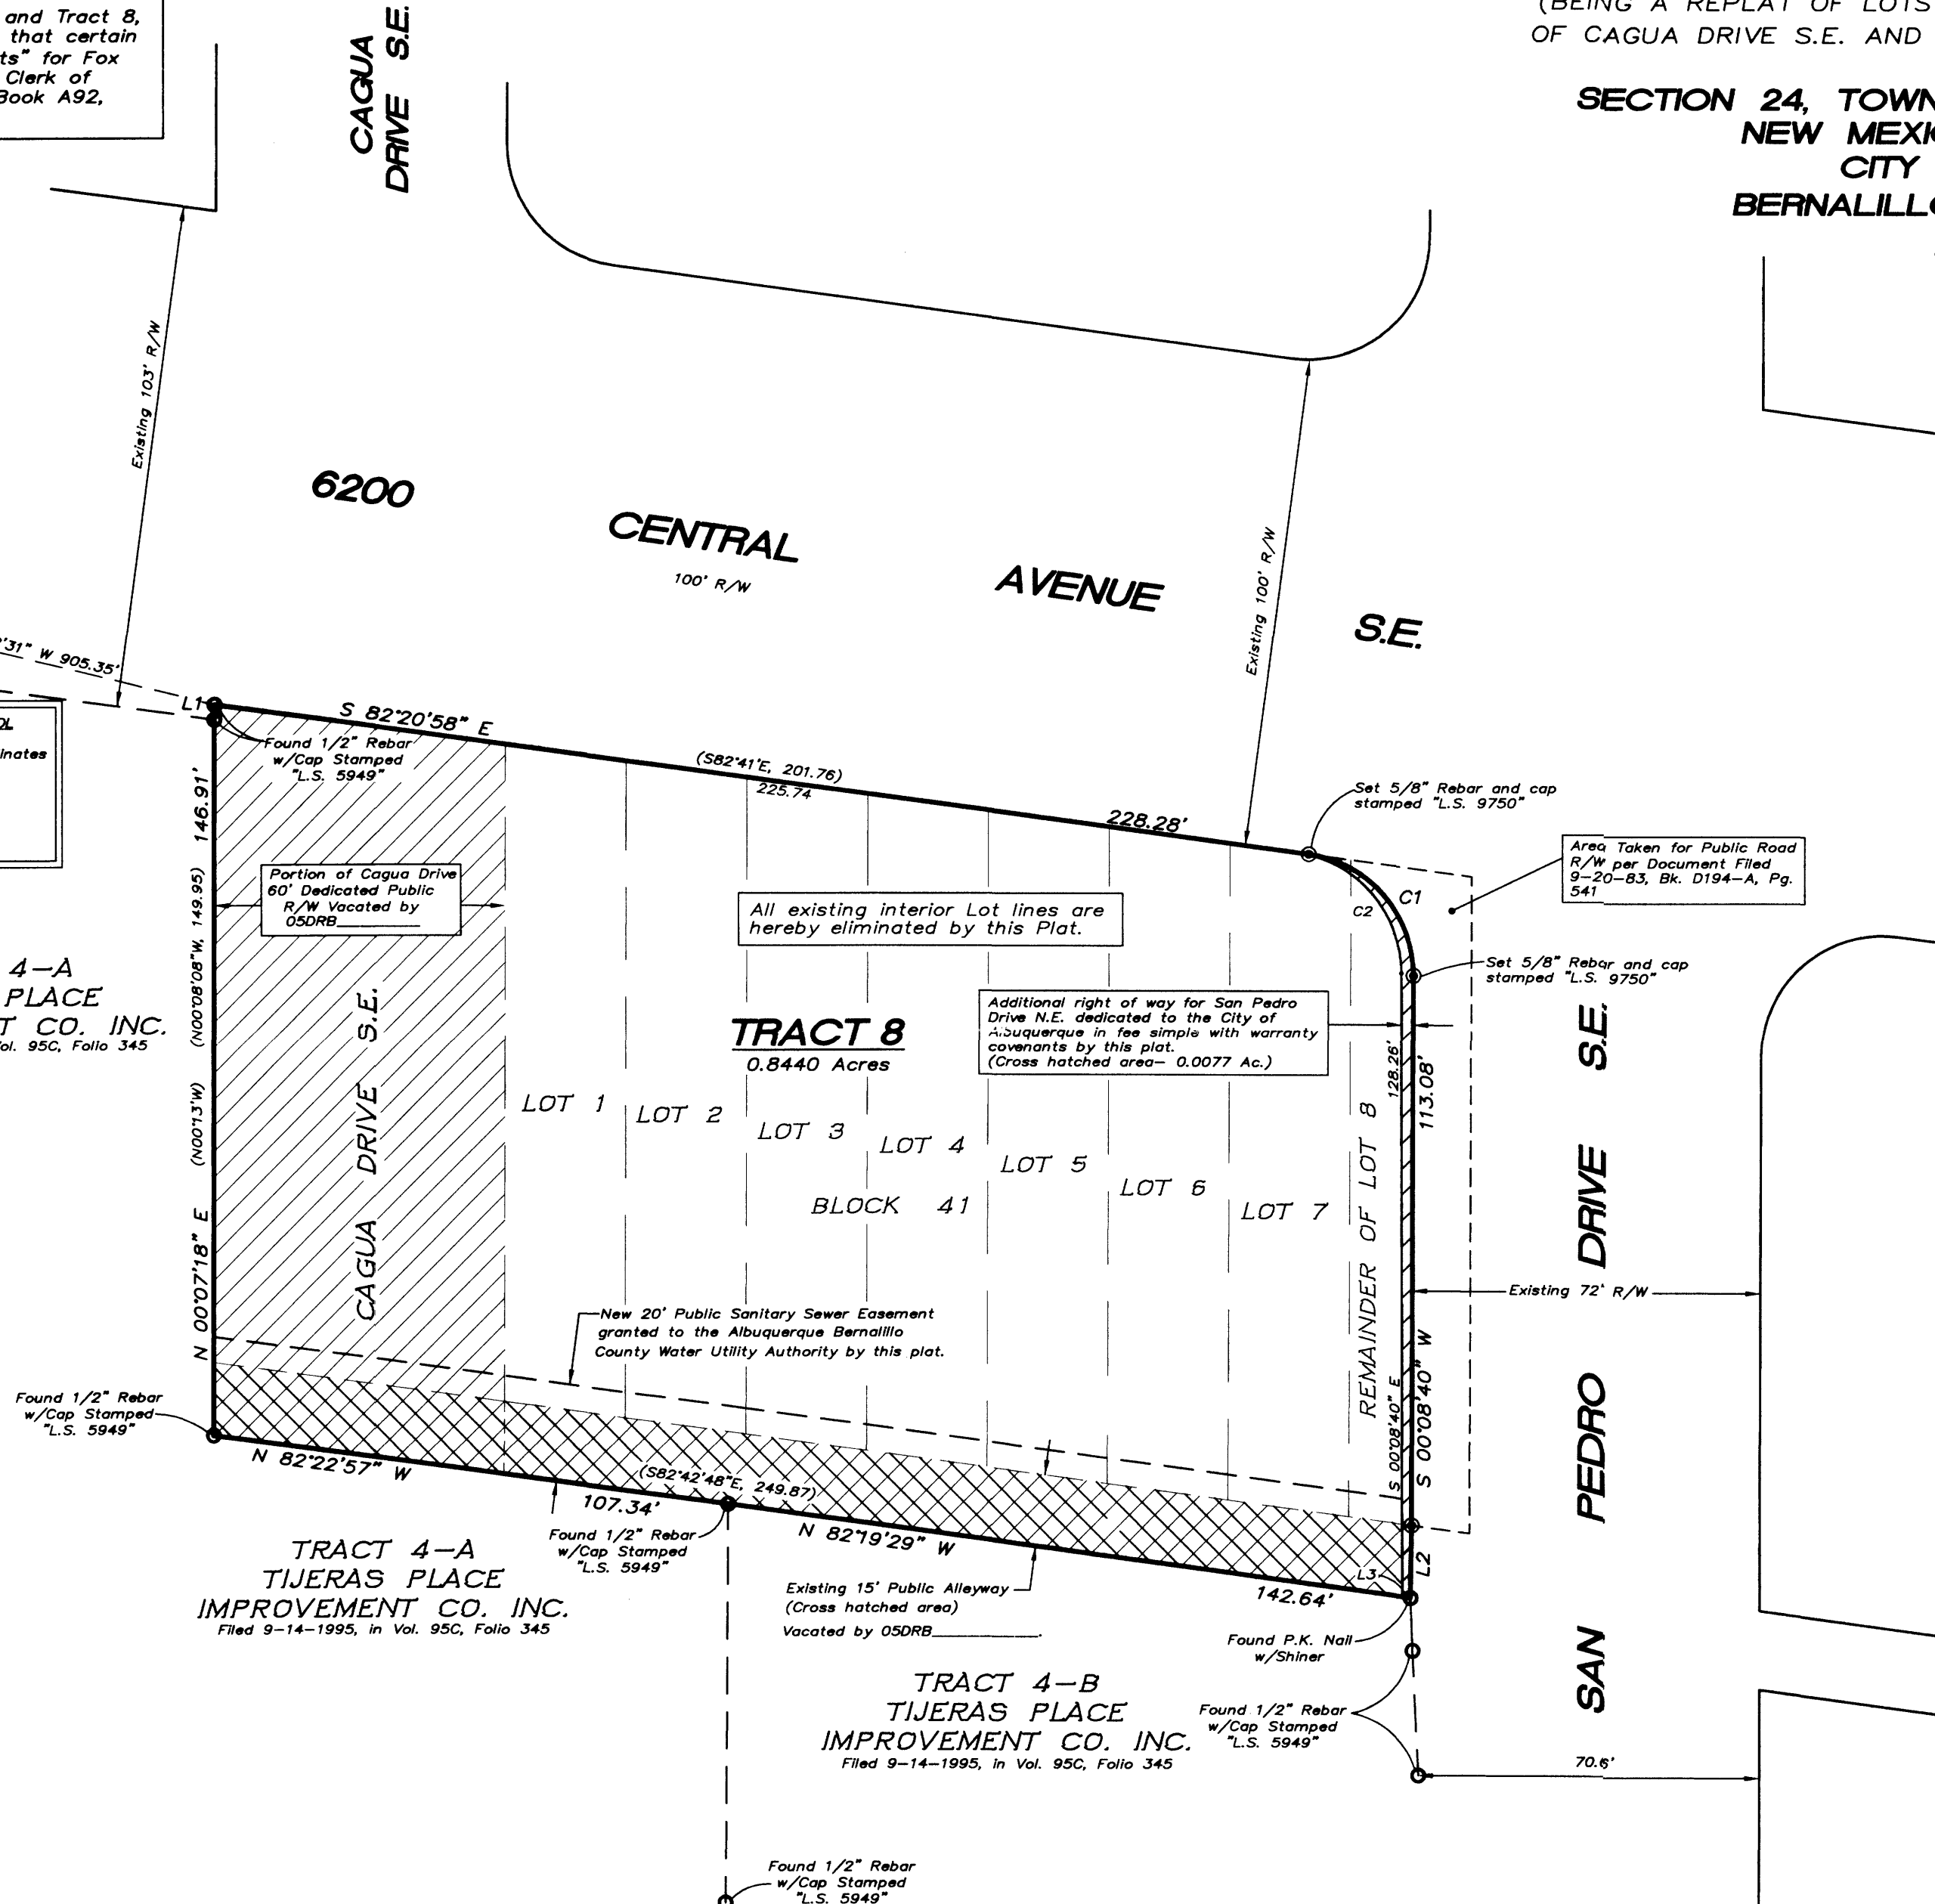 and Tract 8,
that certain
ts" for Fox
Clerk of
Book A92,
CAGUA
DRIVE S.E.
(BEING A REPLAT OF LOTS
OF CAGUA DRIVE S.E. AND
SECTION 24,
NEW
CITY
Existing 103' R/W
6200
CENTRAL
AVENUE
S.E.
100' R/W
Existing 100' R/W
'31" W 905.35'
L1
S 82°20'58" E
(S82°41'E, 201.76)
225.74
228.28'
Found 1/2" Rebar
w/Cap Stamped
"L.S. 5949"
inates
146.91'
(N00°08'08"W, 149.95)
(N00°13'W)
N 00°07'18" E
Portion of Cagua Drive
60' Dedicated Public
R/W Vacated by
05DRB
All existing interior Lot lines are
hereby eliminated by this Plat.
Set 5/8" Rebar and cap
stamped "L.S. 9750"
Area Taken for Public Road
R/W per Document Filed
9-20-83, Bk. D194-A, Pg.
541
C1
C2
Set 5/8" Rebar and cap
stamped "L.S. 9750"
4-A
PLACE
T CO. INC.
Vol. 95C, Folio 345
CAGUA DRIVE S.E.
TRACT 8
0.8440 Acres
Additional right of way for San Pedro
Drive N.E. dedicated to the City of
Albuquerque in fee simple with warranty
covenants by this plat.
(Cross hatched area- 0.0077 Ac.)
128.26'
113.08'
LOT 1
LOT 2
LOT 3
LOT 4
LOT 5
LOT 6
LOT 7
BLOCK 41
REMAINDER OF LOT 8
S 00°08'40" E
S 00°08'40" W
Existing 72' R/W
SAN PEDRO DRIVE S.E.
New 20' Public Sanitary Sewer Easement
granted to the Albuquerque Bernalillo
County Water Utility Authority by this plat.
Found 1/2" Rebar
w/Cap Stamped
"L.S. 5949"
N 82°22'57" W
107.34'
(S82°42'48"E, 249.87)
N 82°19'29" W
142.64'
L3
L2
Found 1/2" Rebar
w/Cap Stamped
"L.S. 5949"
TRACT 4-A
TIJERAS PLACE
IMPROVEMENT CO. INC.
Filed 9-14-1995, in Vol. 95C, Folio 345
Existing 15' Public Alleyway
(Cross hatched area)
Vacated by 05DRB
Found P.K. Nail
w/Shiner
TRACT 4-B
TIJERAS PLACE
IMPROVEMENT CO. INC.
Filed 9-14-1995, in Vol. 95C, Folio 345
Found 1/2" Rebar
w/Cap Stamped
"L.S. 5949"
70.6'
Found 1/2" Rebar
w/Cap Stamped
"L.S. 5949"